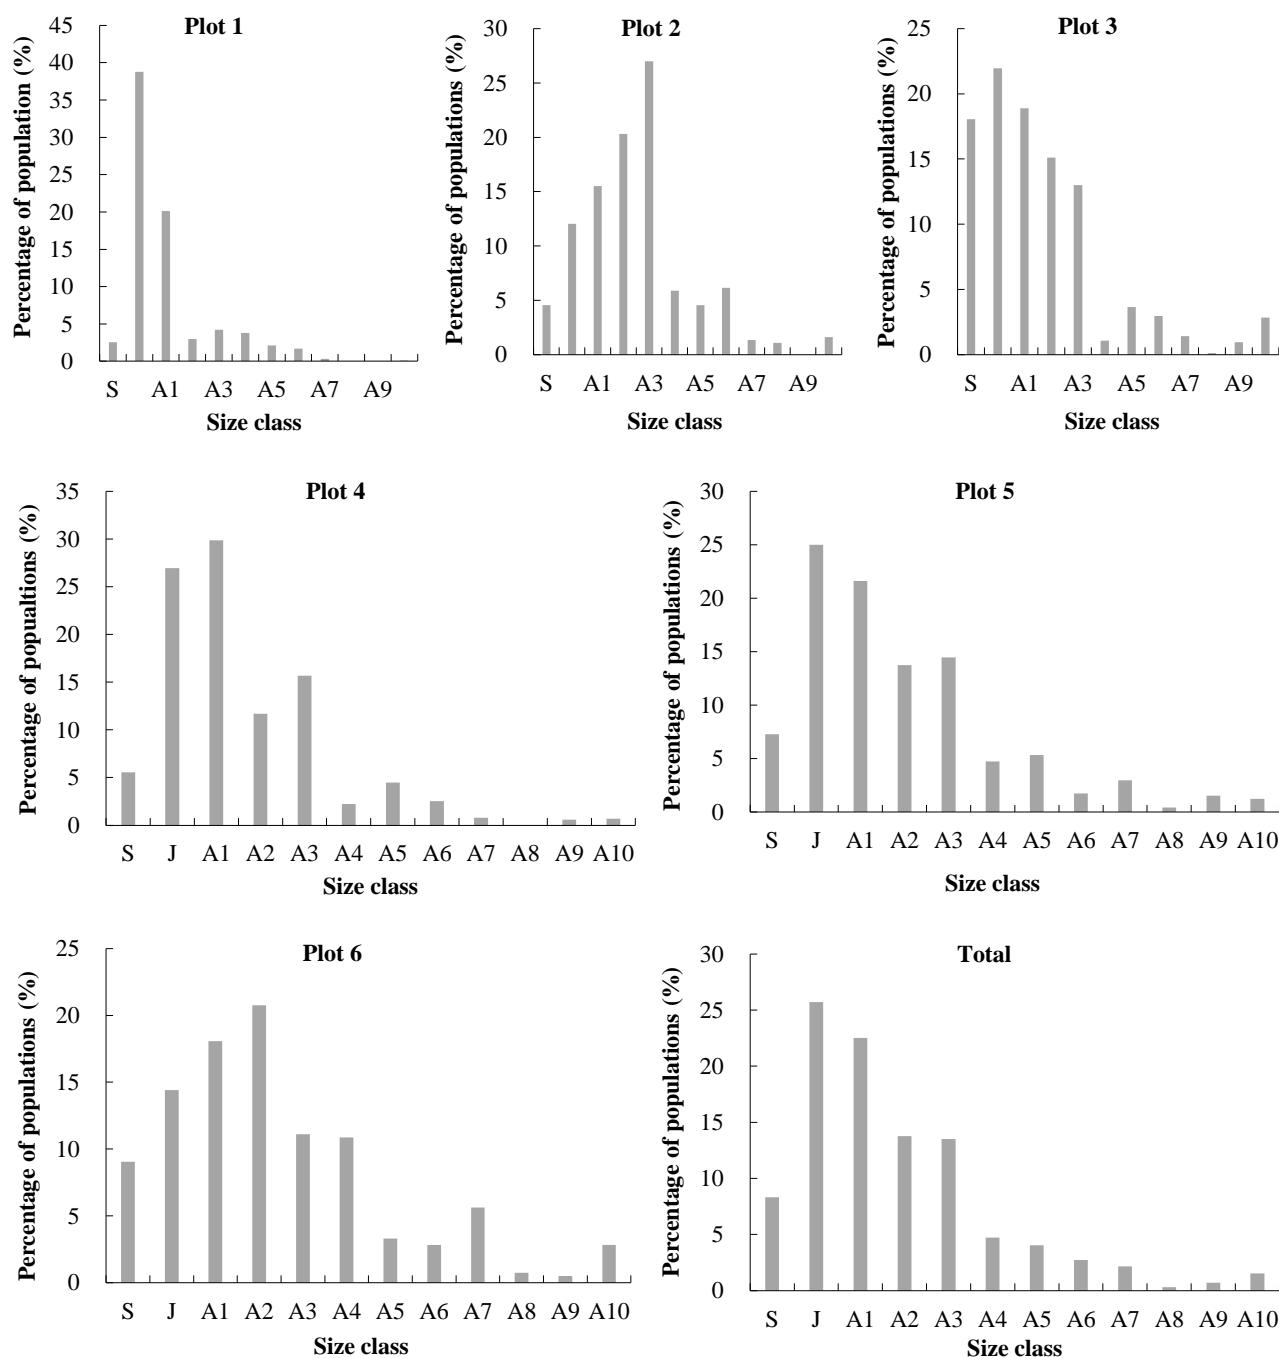 Plot 1
Percentage of population (%)
45
40
35
30
25
20
15
10
5
0
S A1 A3 A5 A7 A9
Size class
Plot 2
Percentage of populations (%)
30
25
20
15
10
5
0
S A1 A3 A5 A7 A9
Size class
Plot 3
Percentage of populations (%)
25
20
15
10
5
0
S A1 A3 A5 A7 A9
Size class
Plot 4
Percentage of popualtions (%)
35
30
25
20
15
10
5
0
S J A1 A2 A3 A4 A5 A6 A7 A8 A9 A10
Size class
Plot 5
Percentage of populations (%)
30
25
20
15
10
5
0
S J A1 A2 A3 A4 A5 A6 A7 A8 A9 A10
Size class
Plot 6
Percentage of populations (%)
25
20
15
10
5
0
S J A1 A2 A3 A4 A5 A6 A7 A8 A9 A10
Size class
Total
Percentage of populations (%)
30
25
20
15
10
5
0
S J A1 A2 A3 A4 A5 A6 A7 A8 A9 A10
Size class